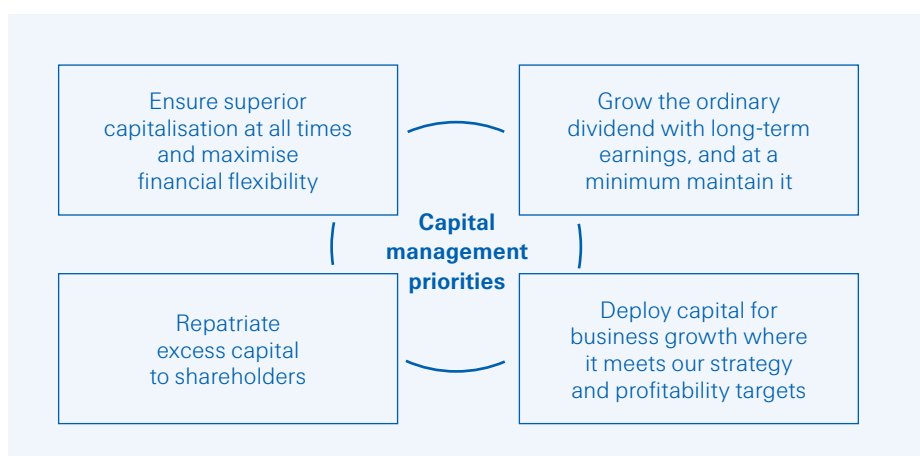 Ensure superior
capitalisation at all times
and maximise
financial flexibility
Grow the ordinary
dividend with long-term
earnings, and at a
minimum maintain it
Capital
management
priorities
Repatriate
excess capital
to shareholders
Deploy capital for
business growth where
it meets our strategy
and profitability targets